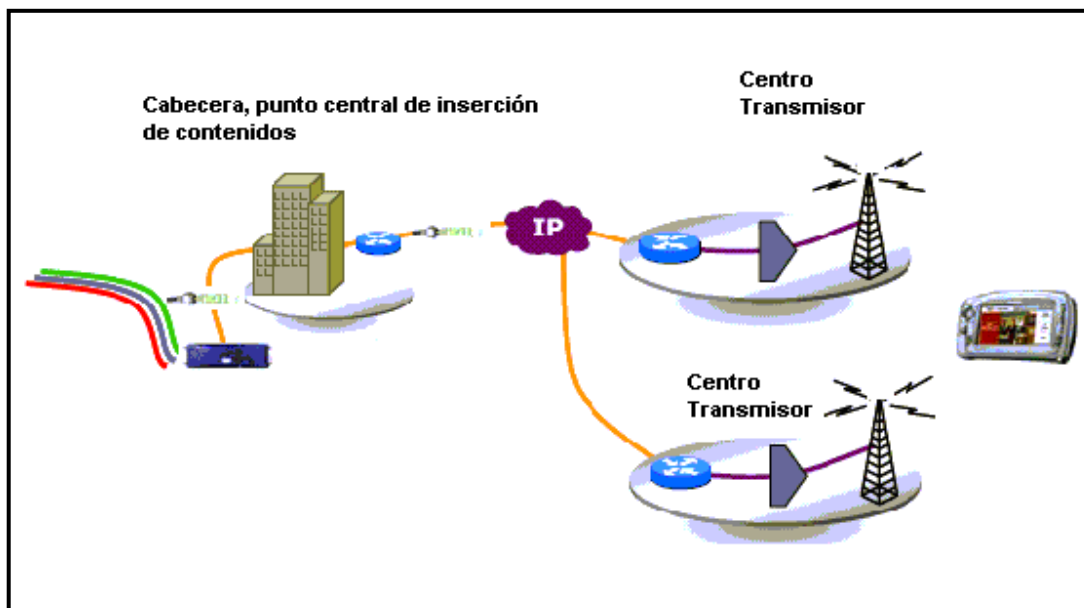 Cabecera, punto central de inserción
de contenidos
Centro
Transmisor
IP
Centro
Transmisor